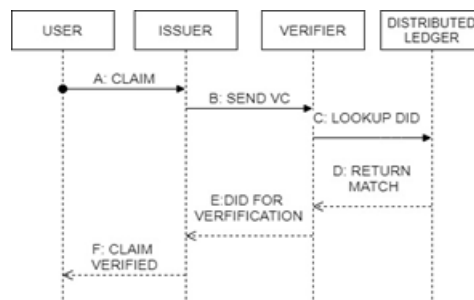 USER
ISSUER
VERIFIER
DISTRIBUTED
LEDGER
A: CLAIM
B: SEND VC
C: LOOKUP DID
D: RETURN
MATCH
E:DID FOR
VERFIFICATION
F: CLAIM
VERIFIED